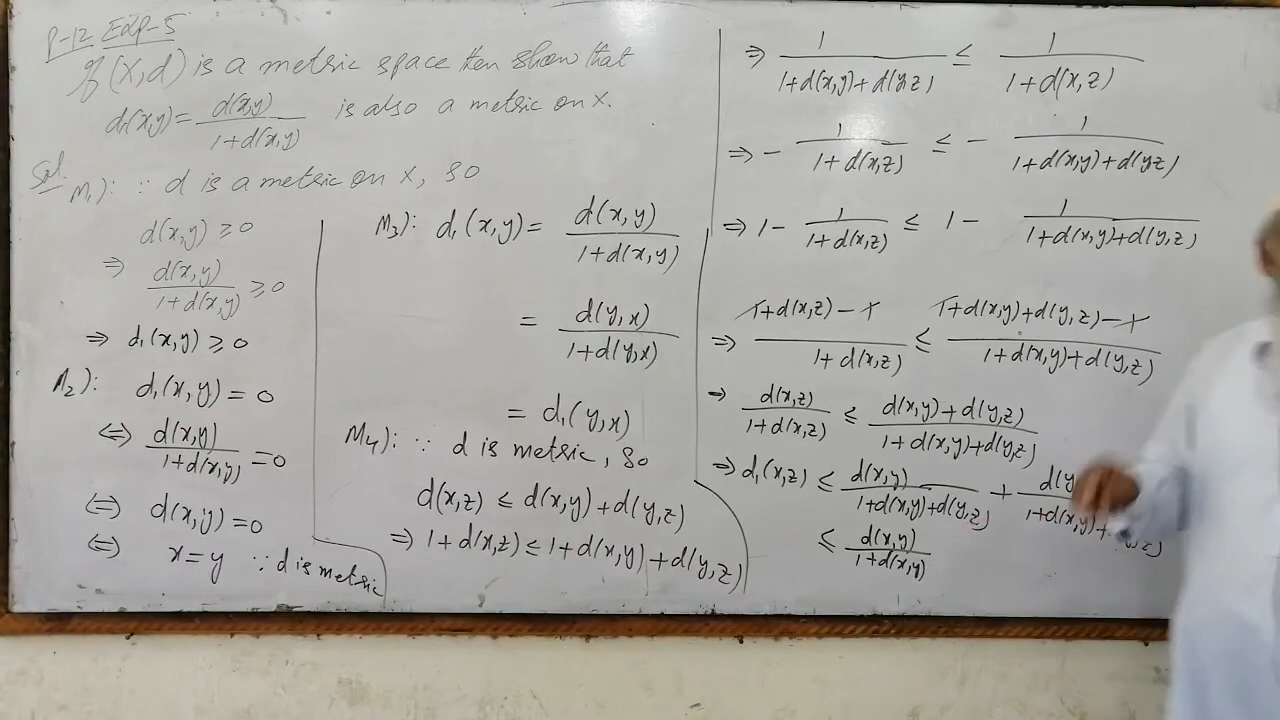 P-12 Exp-5
If (X,d) is a metric space then show that
d₁(x,y) = d(x,y) / 1+d(x,y) is also a metric on X.
Sol. M₁): ∵ d is a metric on X, so
d(x,y) ≥ 0
⇒ d(x,y) / 1+d(x,y) ≥ 0
⇒ d₁(x,y) ≥ 0
M₂): d₁(x,y) = 0
⇔ d(x,y) / 1+d(x,y) = 0
⇔ d(x,y) = 0
⇔ x = y ∵ d is metric
M₃): d₁(x,y) = d(x,y) / 1+d(x,y)
= d(y,x) / 1+d(y,x)
= d₁(y,x)
M₄): ∵ d is metric, so
d(x,z) ≤ d(x,y) + d(y,z)
⇒ 1+d(x,z) ≤ 1+d(x,y)+d(y,z)
⇒ 1 / 1+d(x,y)+d(y,z) ≤ 1 / 1+d(x,z)
⇒ - 1 / 1+d(x,z) ≤ - 1 / 1+d(x,y)+d(y,z)
⇒ 1 - 1 / 1+d(x,z) ≤ 1 - 1 / 1+d(x,y)+d(y,z)
⇒ 1+d(x,z)-1 / 1+d(x,z) ≤ 1+d(x,y)+d(y,z)-1 / 1+d(x,y)+d(y,z)
⇒ d(x,z) / 1+d(x,z) ≤ d(x,y)+d(y,z) / 1+d(x,y)+d(y,z)
⇒ d₁(x,z) ≤ d(x,y) / 1+d(x,y)+d(y,z) + d(y / 1+d(x,y)+ y,z)
≤ d(x,y) / 1+d(x,y)